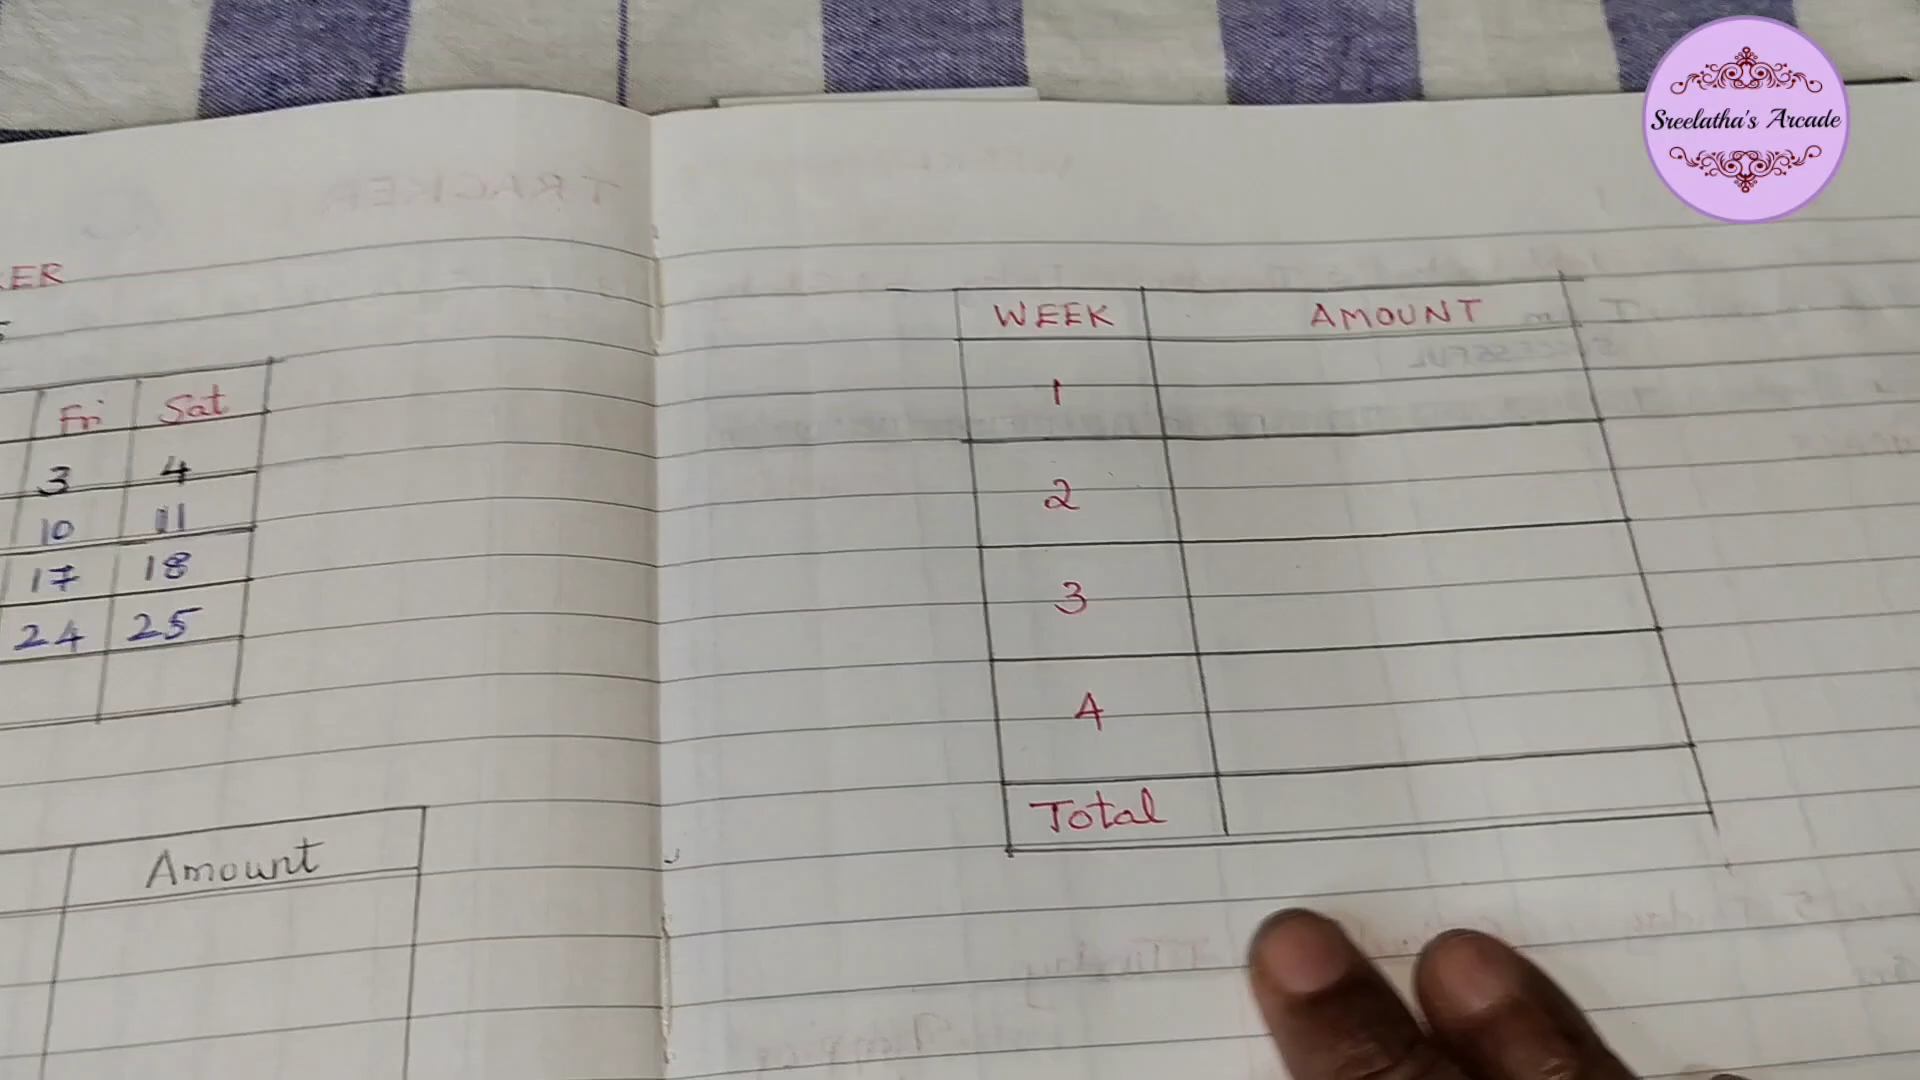 Sreelatha's Arcade
ER
Fri Sat
3 4
10 11
17 18
24 25
Amount
WEEK AMOUNT
1
2
3
4
Total